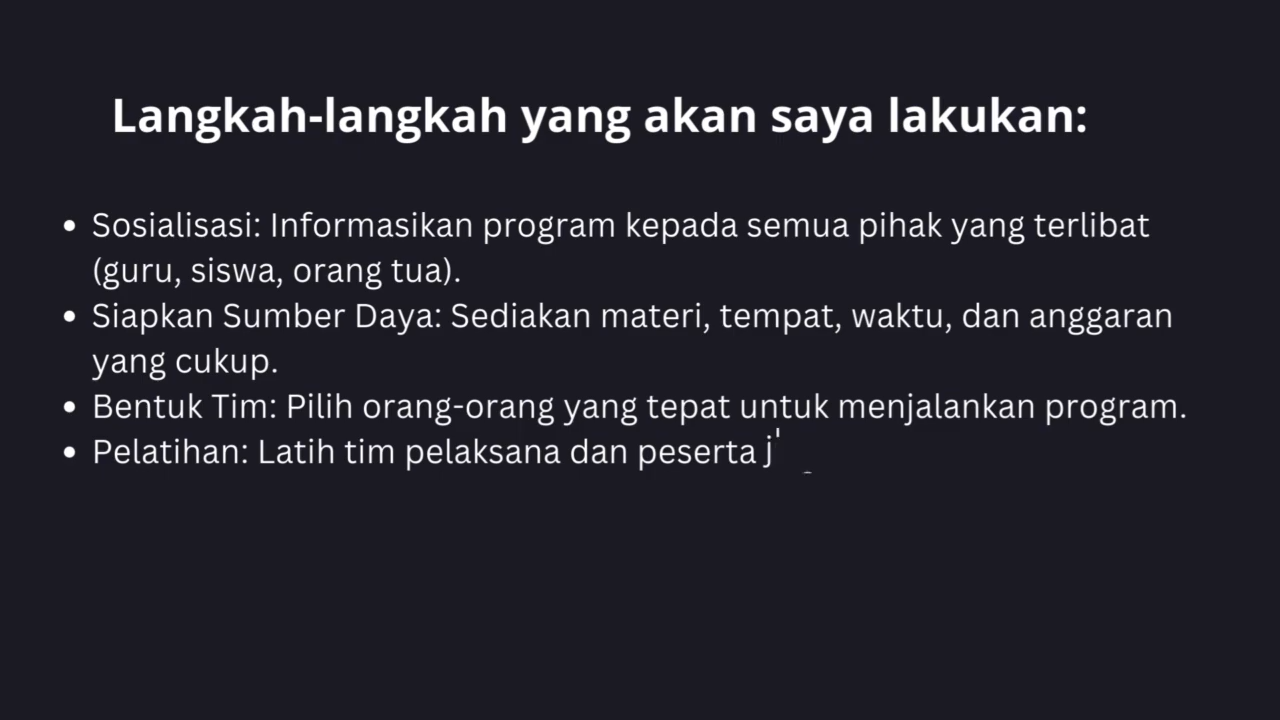 Langkah-langkah yang akan saya lakukan:
• Sosialisasi: Informasikan program kepada semua pihak yang terlibat
(guru, siswa, orang tua).
• Siapkan Sumber Daya: Sediakan materi, tempat, waktu, dan anggaran
yang cukup.
• Bentuk Tim: Pilih orang-orang yang tepat untuk menjalankan program.
• Pelatihan: Latih tim pelaksana dan peserta